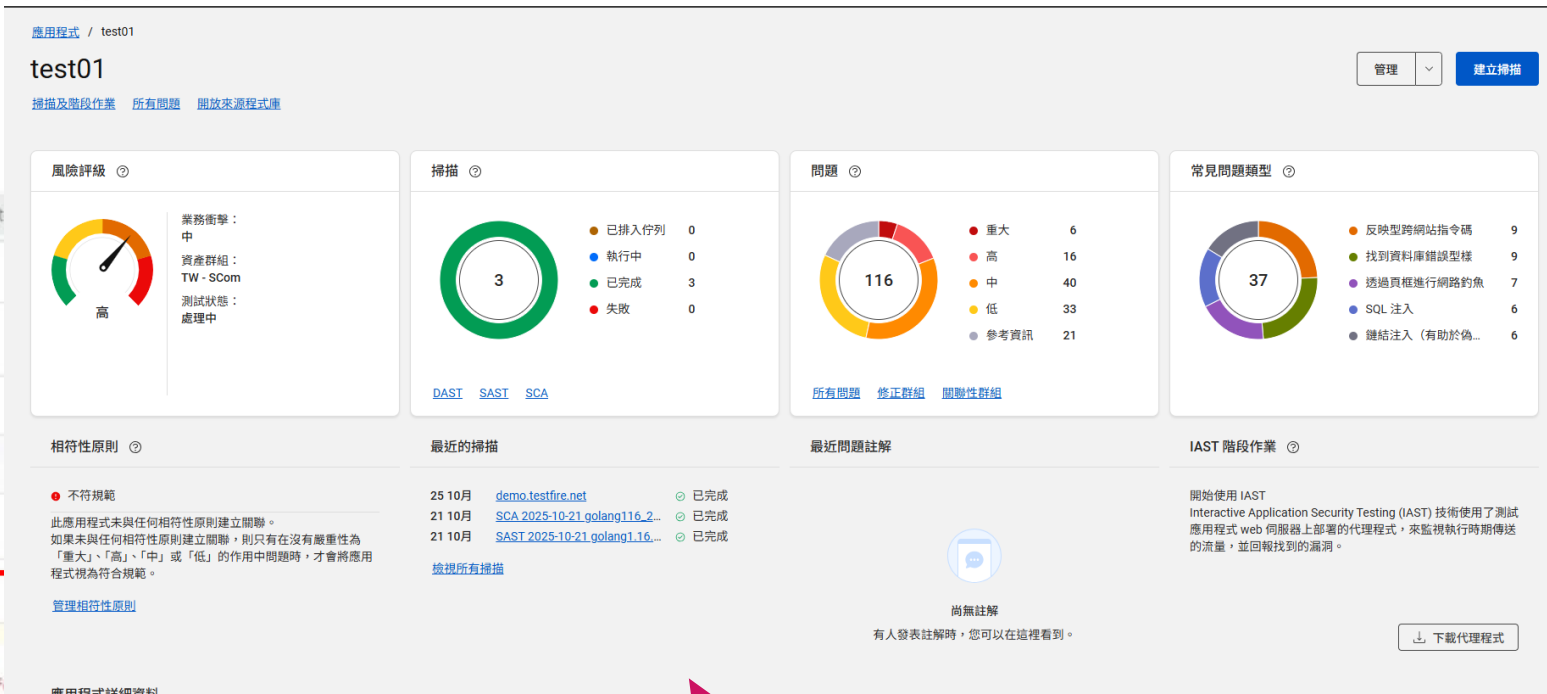 應用程式 / test01
test01
管理
建立掃描
掃描及階段作業 所有問題 開放來源程式庫
風險評級
業務衝擊：
中
資產群組：
TW - SCom
測試狀態：
處理中
高
掃描
3
已排入佇列 0
執行中 0
已完成 3
失敗 0
DAST SAST SCA
問題
116
重大 6
高 16
中 40
低 33
參考資訊 21
所有問題 修正群組 關聯性群組
常見問題類型
37
反映型跨網站指令碼 9
找到資料庫錯誤型樣 9
透過頁框進行網路釣魚 7
SQL 注入 6
鏈結注入（有助於偽... 6
相符性原則
不符規範
此應用程式未與任何相符性原則建立關聯。
如果未與任何相符性原則建立關聯，則只有在沒有嚴重性為
「重大」、「高」、「中」或「低」的作用中問題時，才會將應用
程式視為符合規範。
管理相符性原則
最近的掃描
25 10月 demo.testfire.net 已完成
21 10月 SCA 2025-10-21 golang116_2... 已完成
21 10月 SAST 2025-10-21 golang1.16.... 已完成
檢視所有掃描
最近問題註解
尚無註解
有人發表註解時，您可以在這裡看到。
IAST 階段作業
開始使用 IAST
Interactive Application Security Testing (IAST) 技術使用了測試
應用程式 web 伺服器上部署的代理程式，來監視執行時期傳送
的流量，並回報找到的漏洞。
下載代理程式
應用程式詳細資料